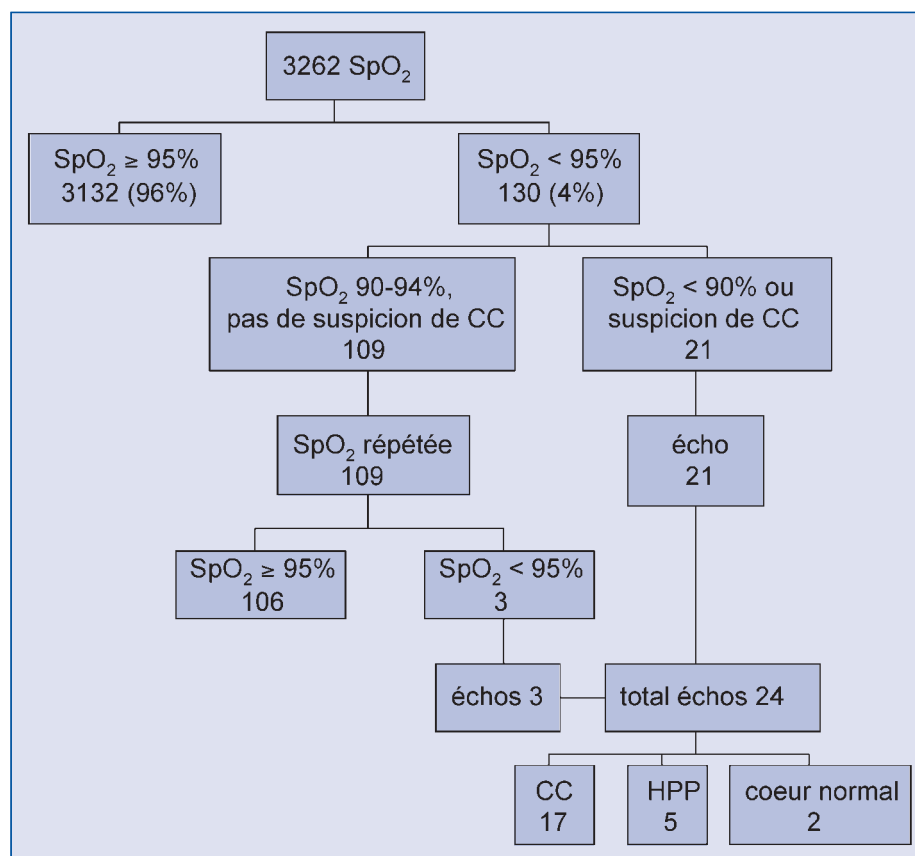 3262 SpO₂
SpO₂ ≥ 95%
3132 (96%)
SpO₂ < 95%
130 (4%)
SpO₂ 90-94%,
pas de suspicion de CC
109
SpO₂ < 90% ou
suspicion de CC
21
SpO₂ répétée
109
écho
21
SpO₂ ≥ 95%
106
SpO₂ < 95%
3
échos 3
total échos 24
CC
17
HPP
5
coeur normal
2